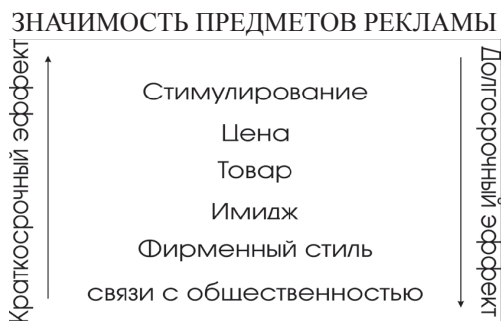 ЗНАЧИМОСТЬ ПРЕДМЕТОВ РЕКЛАМЫ
Краткосрочный эффект
Стимулирование
Цена
Товар
Имидж
Фирменный стиль
связи с общественностью
Долгосрочный эффект